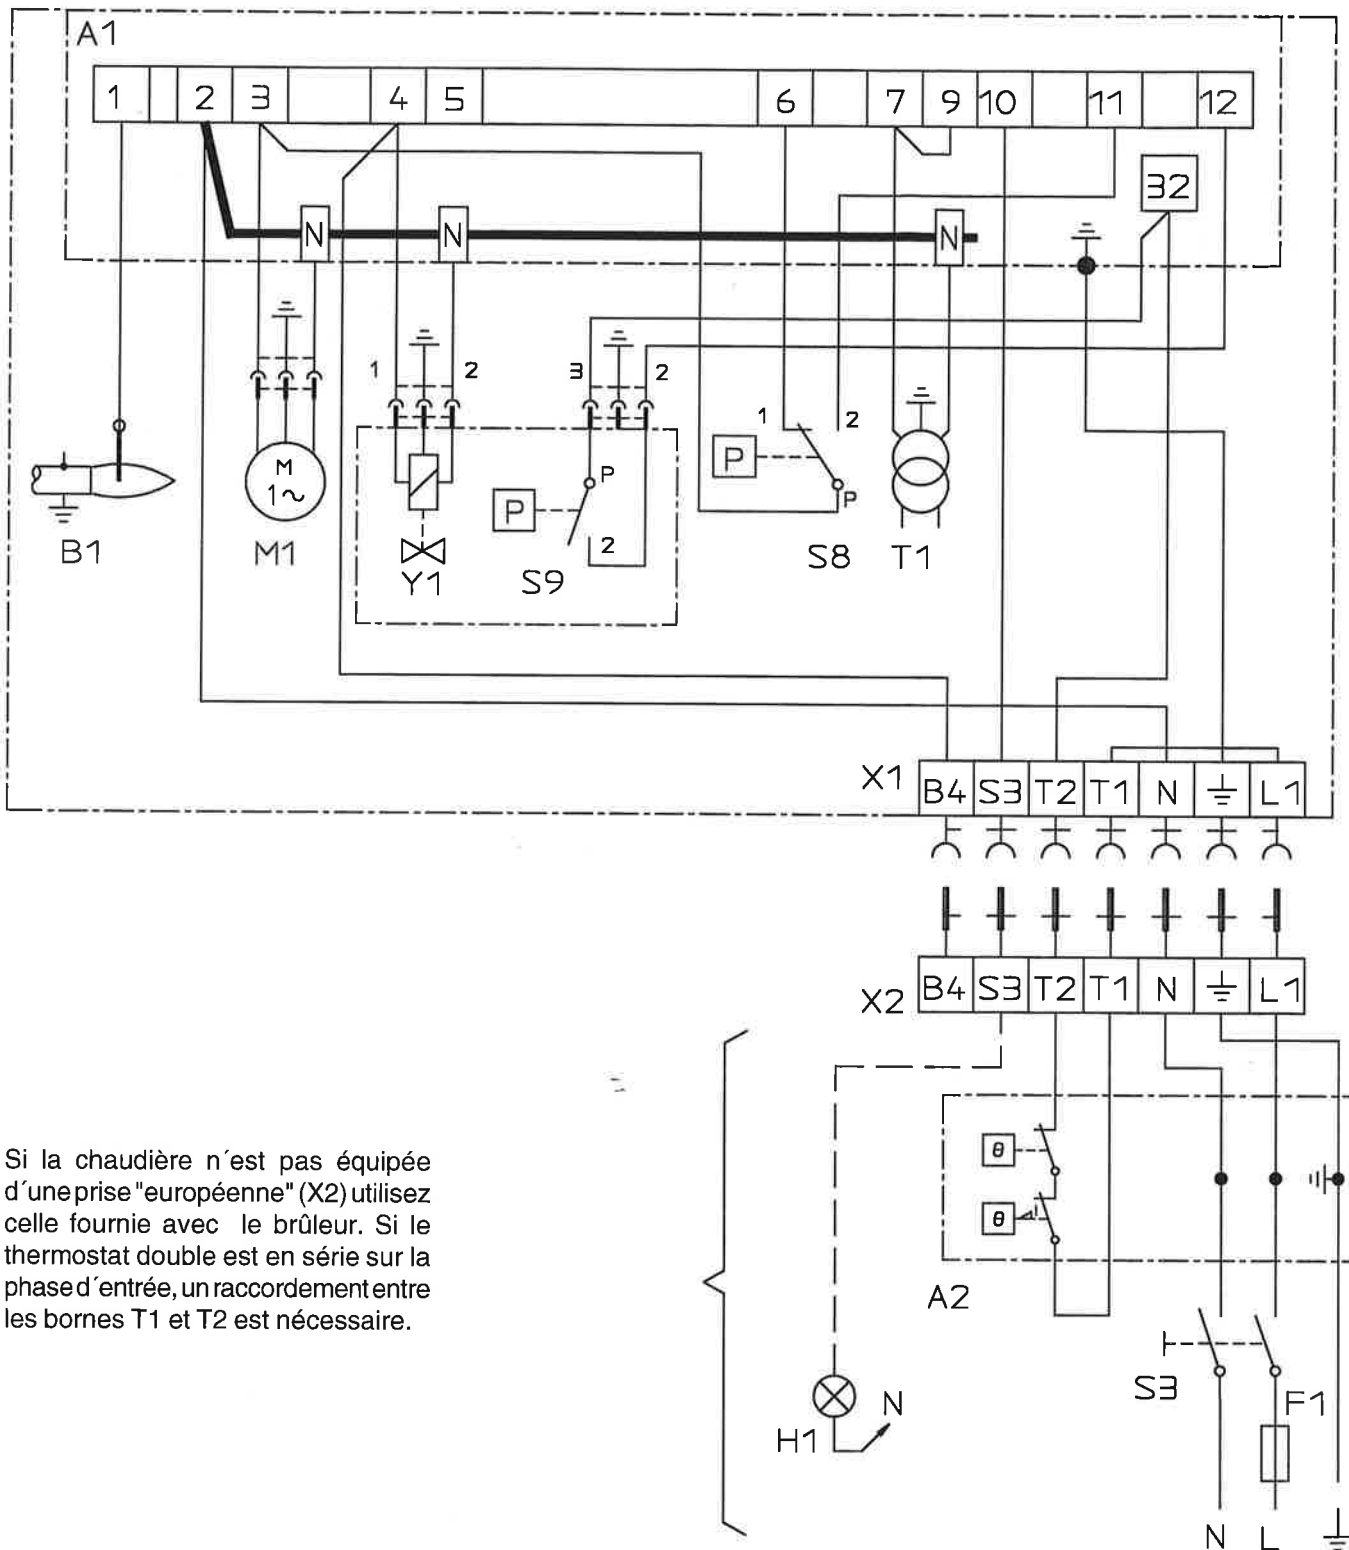 A1
1 2 3 4 5 6 7 9 10 11 12
32
N N N
1 2 3 2
1 2
M
1~
P
P
P
P
2
B1 M1 Y1 S9 S8 T1
X1 B4 S3 T2 T1 N L1
X2 B4 S3 T2 T1 N L1
Si la chaudière n´est pas équipée
d´une prise "européenne" (X2) utilisez
celle fournie avec le brûleur. Si le
thermostat double est en série sur la
phase d´entrée, un raccordement entre
les bornes T1 et T2 est nécessaire.
θ
θ
A2
S3 F1
H1 N
N L